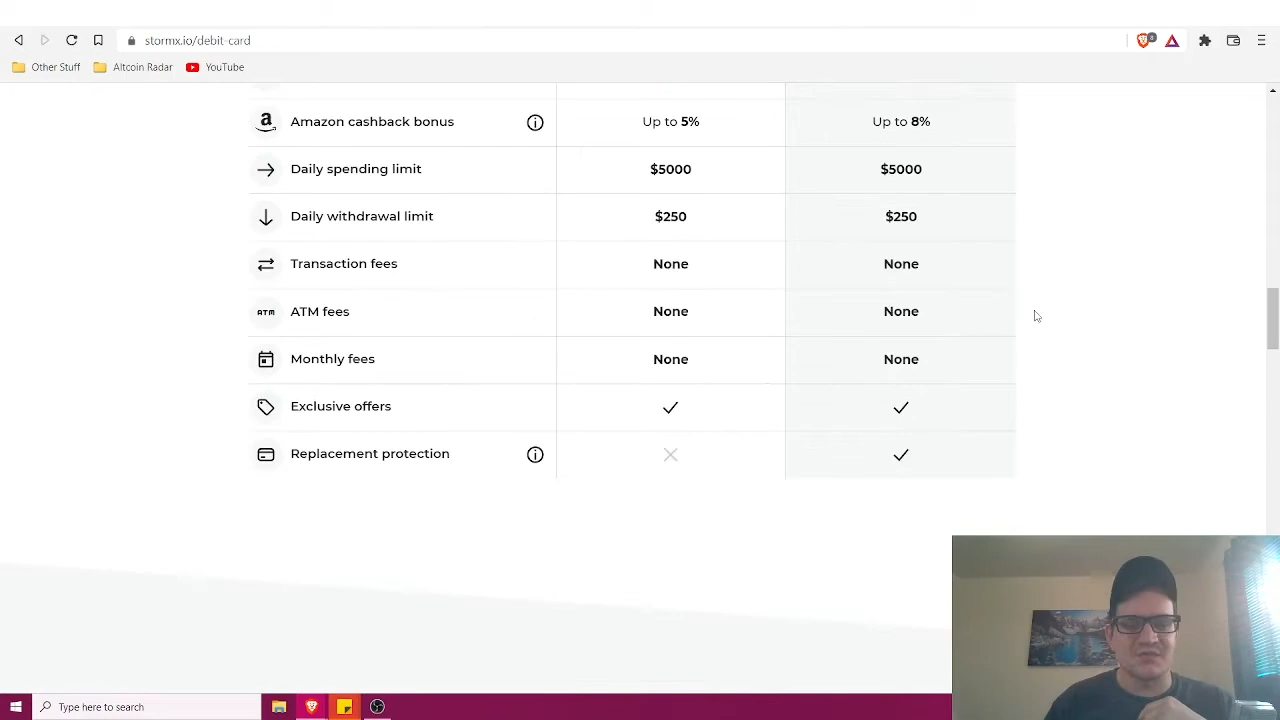 8
stormx.io/debit-card
Other Stuff Altcoin Radar YouTube
a Amazon cashback bonus i Up to 5% Up to 8%
Daily spending limit $5000 $5000
Daily withdrawal limit $250 $250
Transaction fees None None
ATM ATM fees None None
Monthly fees None None
Exclusive offers
Replacement protection i
Type here to search